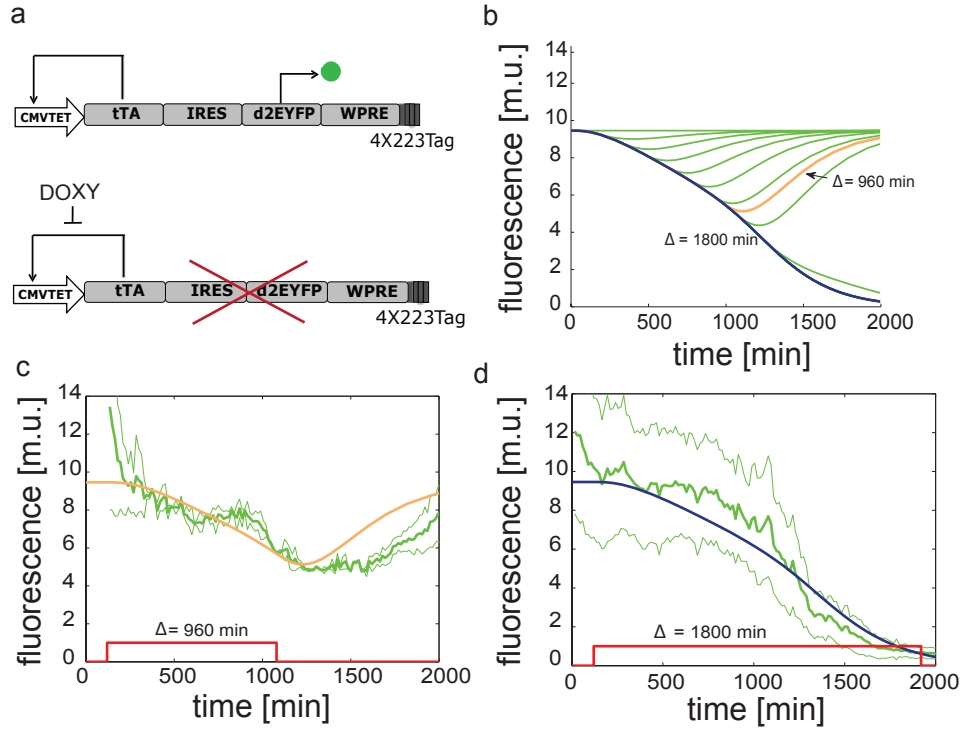 a
CMVTET
tTA
IRES
d2EYFP
WPRE
4X223Tag
DOXY
CMVTET
tTA
IRES
d2EYFP
WPRE
4X223Tag
b
fluorescence [m.u.]
14
12
10
8
6
4
2
0
Δ = 960 min
Δ = 1800 min
0
500
1000
1500
2000
time [min]
c
fluorescence [m.u.]
14
12
10
8
6
4
2
0
Δ = 960 min
0
500
1000
1500
2000
time [min]
d
fluorescence [m.u.]
14
12
10
8
6
4
2
0
Δ = 1800 min
0
500
1000
1500
2000
time [min]